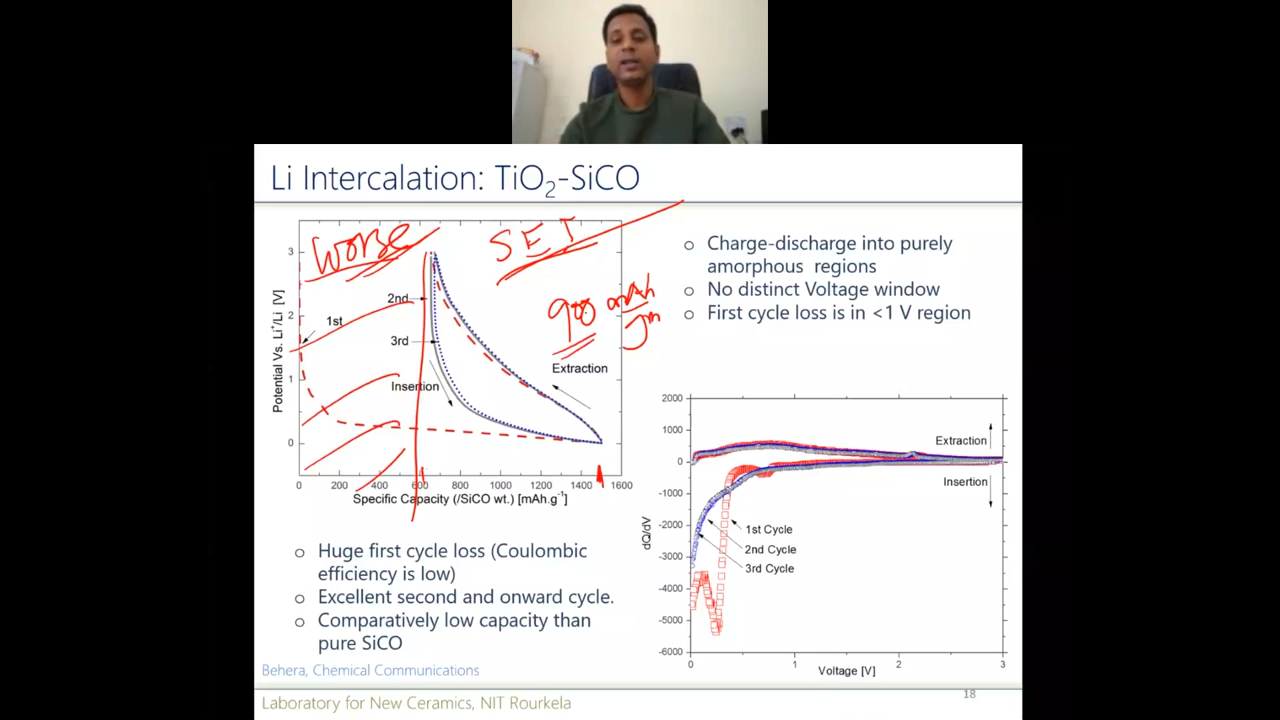 Li Intercalation: TiO₂-SiCO
WORSE
SEI
900 mAh
gm
3
2
1
0
Potential Vs. Li⁺/Li [V]
1st
2nd
3rd
Insertion
Extraction
0 200 400 600 800 1000 1200 1400 1600
Specific Capacity (/SiCO wt.) [mAh.g⁻¹]
o Charge-discharge into purely
amorphous regions
o No distinct Voltage window
o First cycle loss is in <1 V region
o Huge first cycle loss (Coulombic
efficiency is low)
o Excellent second and onward cycle.
o Comparatively low capacity than
pure SiCO
2000
1000
0
-1000
-2000
-3000
-4000
-5000
-6000
dQ/dV
Extraction
Insertion
1st Cycle
2nd Cycle
3rd Cycle
0 1 2 3
Voltage [V]
Behera, Chemical Communications
Laboratory for New Ceramics, NIT Rourkela
18